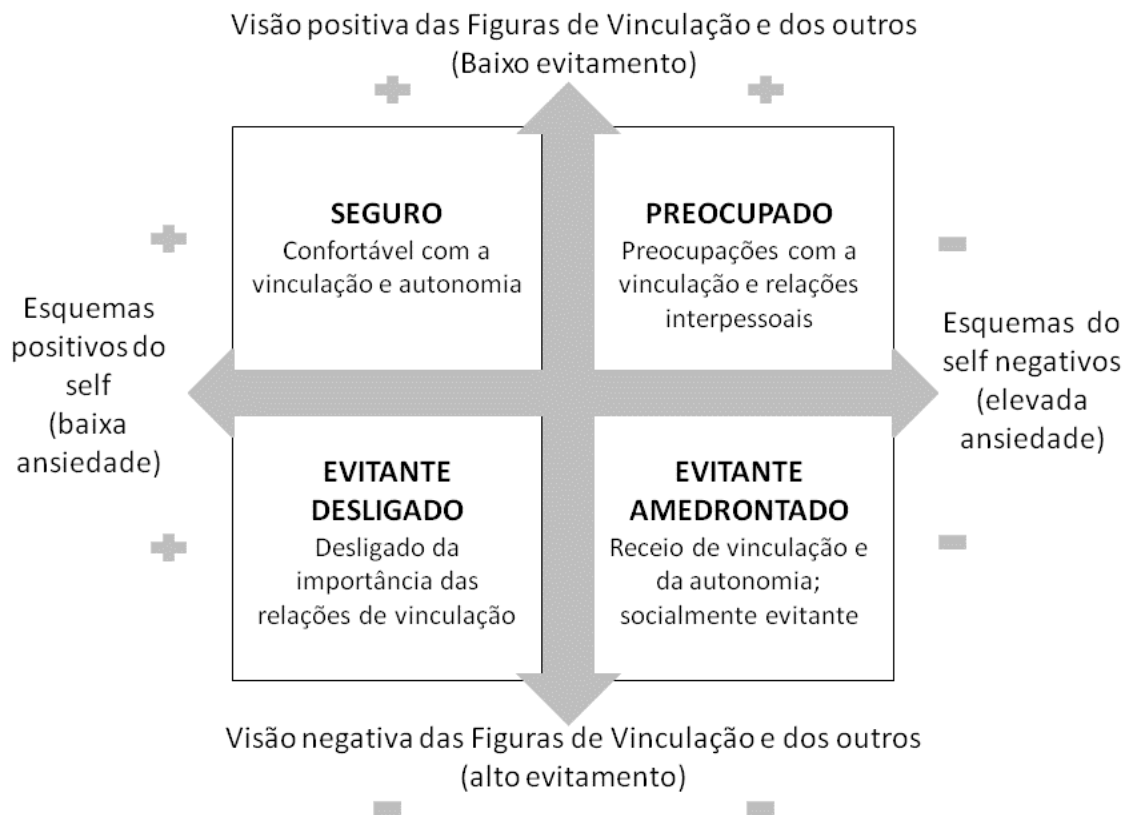 Visão positiva das Figuras de Vinculação e dos outros
(Baixo evitamento)
SEGURO
Confortável com a
vinculação e autonomia
PREOCUPADO
Preocupações com a
vinculação e relações
interpessoais
Esquemas
positivos do
self
(baixa
ansiedade)
Esquemas do
self negativos
(elevada
ansiedade)
EVITANTE
DESLIGADO
Desligado da
importância das
relações de vinculação
EVITANTE
AMEDRONTADO
Receio de vinculação e
da autonomia;
socialmente evitante
Visão negativa das Figuras de Vinculação e dos outros
(alto evitamento)